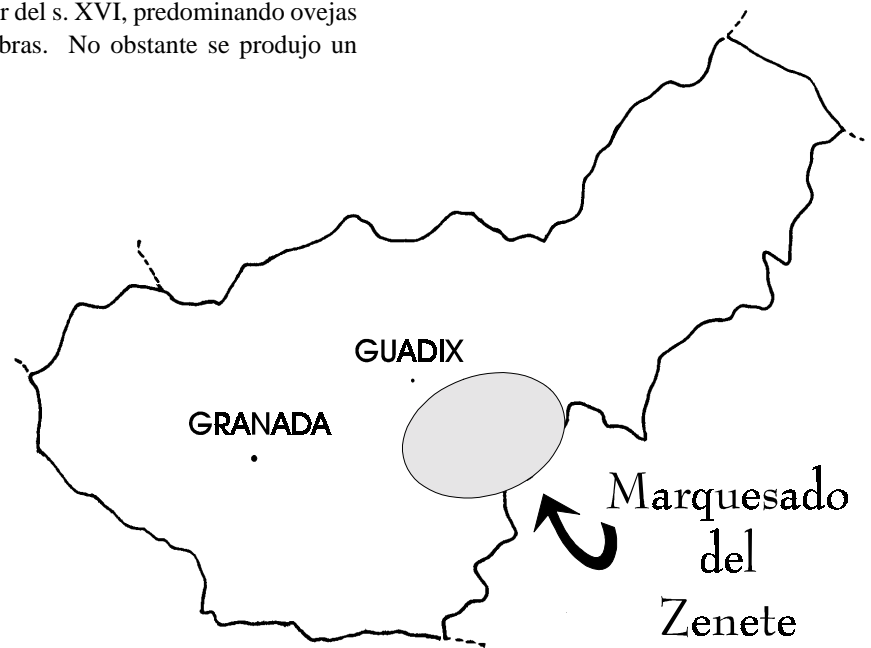 r del s. XVI, predominando ovejas
bras. No obstante se produjo un
GUADIX
GRANADA
Marquesado
del
Zenete